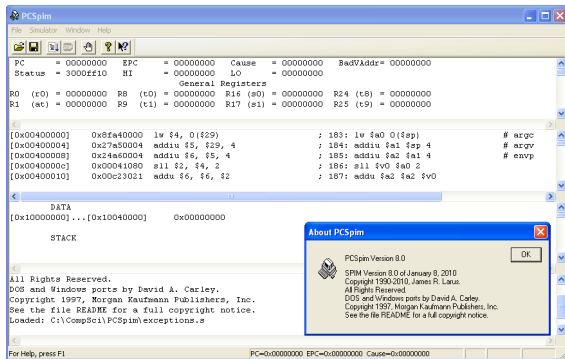 PCSpim
File Simulator Window Help
PC = 00000000 EPC = 00000000 Cause = 00000000 BadVAddr= 00000000
Status = 3000ff10 HI = 00000000 LO = 00000000
General Registers
R0 (r0) = 00000000 R8 (t0) = 00000000 R16 (s0) = 00000000 R24 (t8) = 00000000
R1 (at) = 00000000 R9 (t1) = 00000000 R17 (s1) = 00000000 R25 (t9) = 00000000
[0x00400000] 0x8fa40000 lw $4, 0($29) ; 183: lw $a0 0($sp) # argc
[0x00400004] 0x27a50004 addiu $5, $29, 4 ; 184: addiu $a1 $sp 4 # argv
[0x00400008] 0x24a60004 addiu $6, $5, 4 ; 185: addiu $a2 $a1 4 # envp
[0x0040000c] 0x00041080 sll $2, $4, 2 ; 186: sll $v0 $a0 2
[0x00400010] 0x00c23021 addu $6, $6, $2 ; 187: addu $a2 $a2 $v0
DATA
[0x10000000]...[0x10040000] 0x00000000
STACK
All Rights Reserved.
DOS and Windows ports by David A. Carley.
Copyright 1997, Morgan Kaufmann Publishers, Inc.
See the file README for a full copyright notice.
Loaded: C:\CompSci\PCSpim\exceptions.s
About PCSpim
PCSpim Version 8.0
OK
SPIM Version 8.0 of January 8, 2010
Copyright 1990-2010, James R. Larus.
All Rights Reserved.
DOS and Windows ports by David A. Carley.
Copyright 1997, Morgan Kaufmann Publishers, Inc.
See the file README for a full copyright notice.
For Help, press F1
PC=0x00000000 EPC=0x00000000 Cause=0x00000000